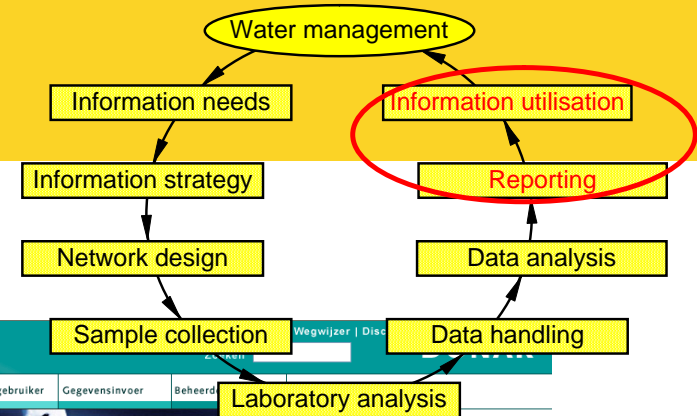 Water management
Information needs
Information utilisation
Information strategy
Reporting
Network design
Data analysis
Sample collection
Wegwijzer | Disc
Data handling
Zoeken
gebruiker Gegevensinvoer Beheerd
Laboratory analysis